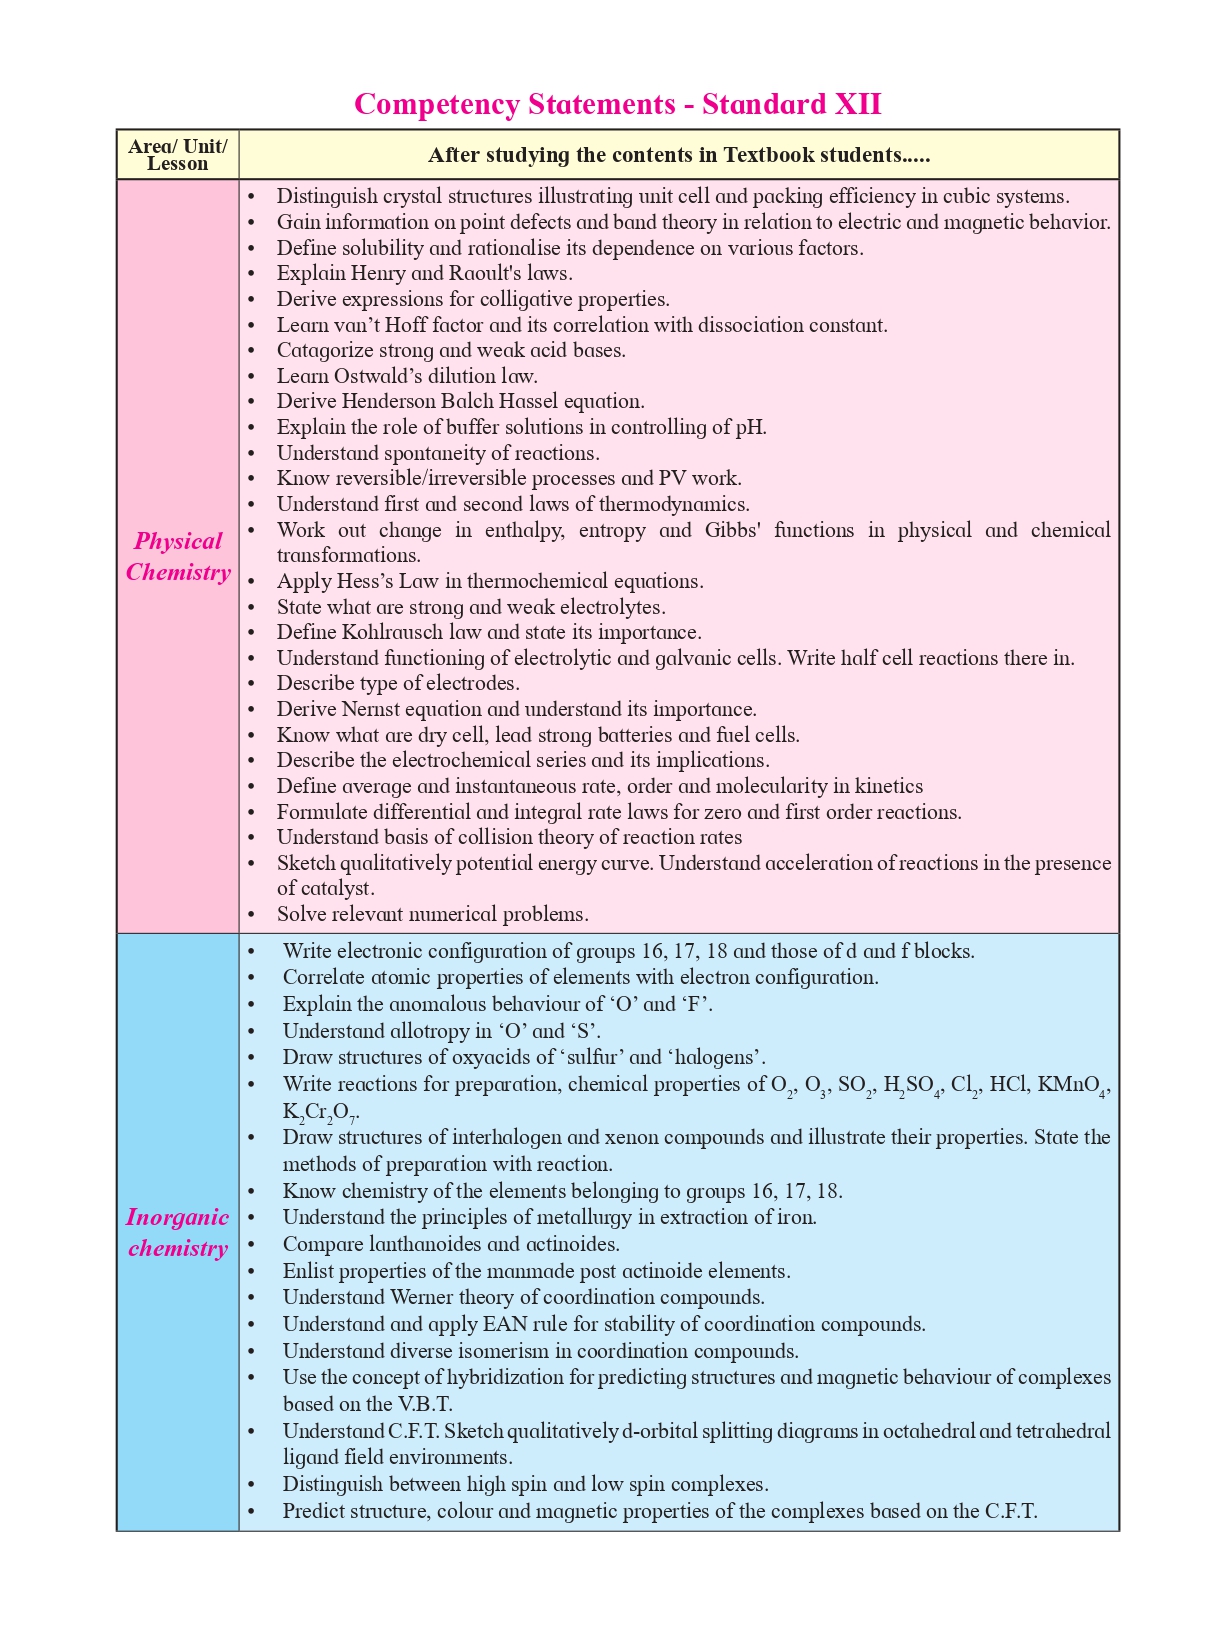 Competency Statements - Standard XII
Area/ Unit/
Lesson
After studying the contents in Textbook students.....
Physical
Chemistry
• Distinguish crystal structures illustrating unit cell and packing efficiency in cubic systems.
• Gain information on point defects and band theory in relation to electric and magnetic behavior.
• Define solubility and rationalise its dependence on various factors.
• Explain Henry and Raoult's laws.
• Derive expressions for colligative properties.
• Learn van’t Hoff factor and its correlation with dissociation constant.
• Catagorize strong and weak acid bases.
• Learn Ostwald’s dilution law.
• Derive Henderson Balch Hassel equation.
• Explain the role of buffer solutions in controlling of pH.
• Understand spontaneity of reactions.
• Know reversible/irreversible processes and PV work.
• Understand first and second laws of thermodynamics.
• Work out change in enthalpy, entropy and Gibbs' functions in physical and chemical
transformations.
• Apply Hess’s Law in thermochemical equations.
• State what are strong and weak electrolytes.
• Define Kohlrausch law and state its importance.
• Understand functioning of electrolytic and galvanic cells. Write half cell reactions there in.
• Describe type of electrodes.
• Derive Nernst equation and understand its importance.
• Know what are dry cell, lead strong batteries and fuel cells.
• Describe the electrochemical series and its implications.
• Define average and instantaneous rate, order and molecularity in kinetics
• Formulate differential and integral rate laws for zero and first order reactions.
• Understand basis of collision theory of reaction rates
• Sketch qualitatively potential energy curve. Understand acceleration of reactions in the presence
of catalyst.
• Solve relevant numerical problems.
Inorganic
chemistry
• Write electronic configuration of groups 16, 17, 18 and those of d and f blocks.
• Correlate atomic properties of elements with electron configuration.
• Explain the anomalous behaviour of ‘O’ and ‘F’.
• Understand allotropy in ‘O’ and ‘S’.
• Draw structures of oxyacids of ‘sulfur’ and ‘halogens’.
• Write reactions for preparation, chemical properties of O₂, O₃, SO₂, H₂SO₄, Cl₂, HCl, KMnO₄,
K₂Cr₂O₇.
• Draw structures of interhalogen and xenon compounds and illustrate their properties. State the
methods of preparation with reaction.
• Know chemistry of the elements belonging to groups 16, 17, 18.
• Understand the principles of metallurgy in extraction of iron.
• Compare lanthanoides and actinoides.
• Enlist properties of the manmade post actinoide elements.
• Understand Werner theory of coordination compounds.
• Understand and apply EAN rule for stability of coordination compounds.
• Understand diverse isomerism in coordination compounds.
• Use the concept of hybridization for predicting structures and magnetic behaviour of complexes
based on the V.B.T.
• Understand C.F.T. Sketch qualitatively d-orbital splitting diagrams in octahedral and tetrahedral
ligand field environments.
• Distinguish between high spin and low spin complexes.
• Predict structure, colour and magnetic properties of the complexes based on the C.F.T.